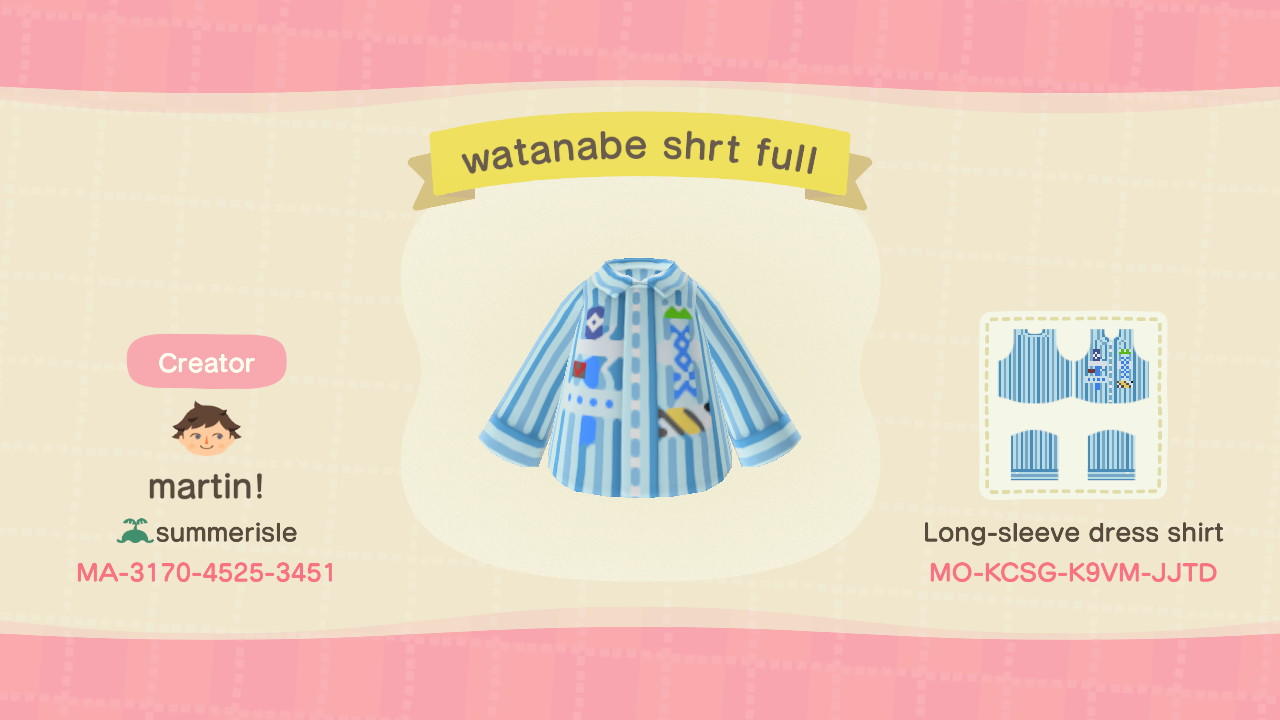 watanabe shrt full
Creator
martin!
summerisle
MA-3170-4525-3451
Long-sleeve dress shirt
MO-KCSG-K9VM-JJTD